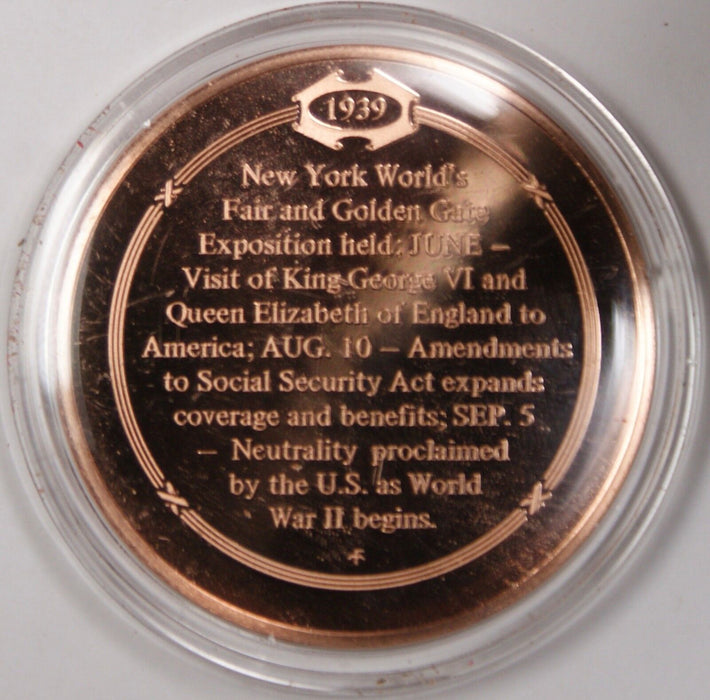 1939
New York World's
Fair and Golden Gate
Exposition held; JUNE –
Visit of King George VI and
Queen Elizabeth of England to
America; AUG. 10 – Amendments
to Social Security Act expands
coverage and benefits; SEP. 5
– Neutrality proclaimed
by the U.S. as World
War II begins.